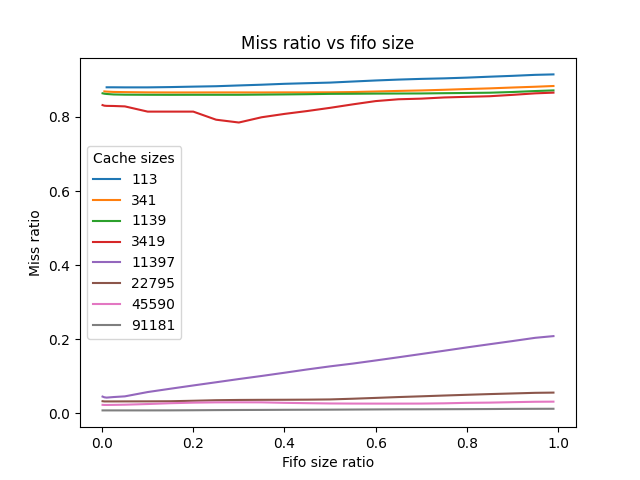 Miss ratio vs fifo size
Miss ratio
0.8
0.6
0.4
0.2
0.0
Cache sizes
113
341
1139
3419
11397
22795
45590
91181
0.0 0.2 0.4 0.6 0.8 1.0
Fifo size ratio